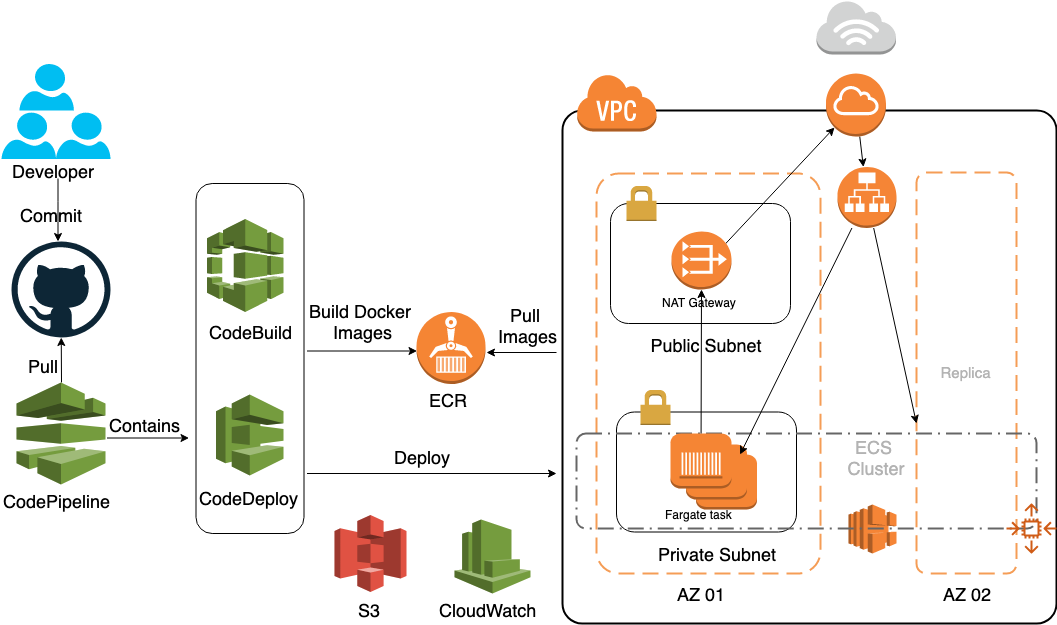 VPC
Developer
Commit
CodeBuild
Build Docker
Images
Pull
Images
NAT Gateway
Public Subnet
Pull
Replica
ECR
Contains
ECS
Cluster
Deploy
CodePipeline
CodeDeploy
Fargate task
Private Subnet
S3
CloudWatch
AZ 01
AZ 02